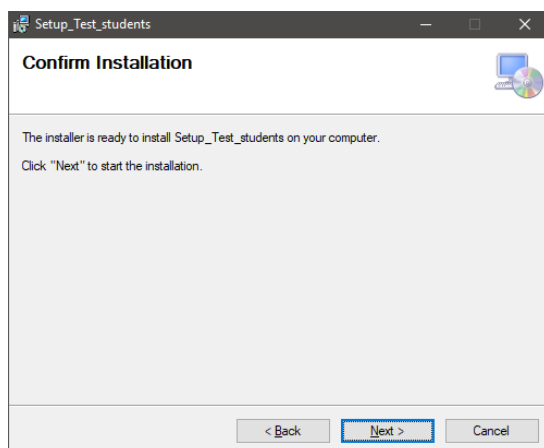 Setup_Test_students
Confirm Installation
The installer is ready to install Setup_Test_students on your computer.
Click "Next" to start the installation.
< Back
Next >
Cancel